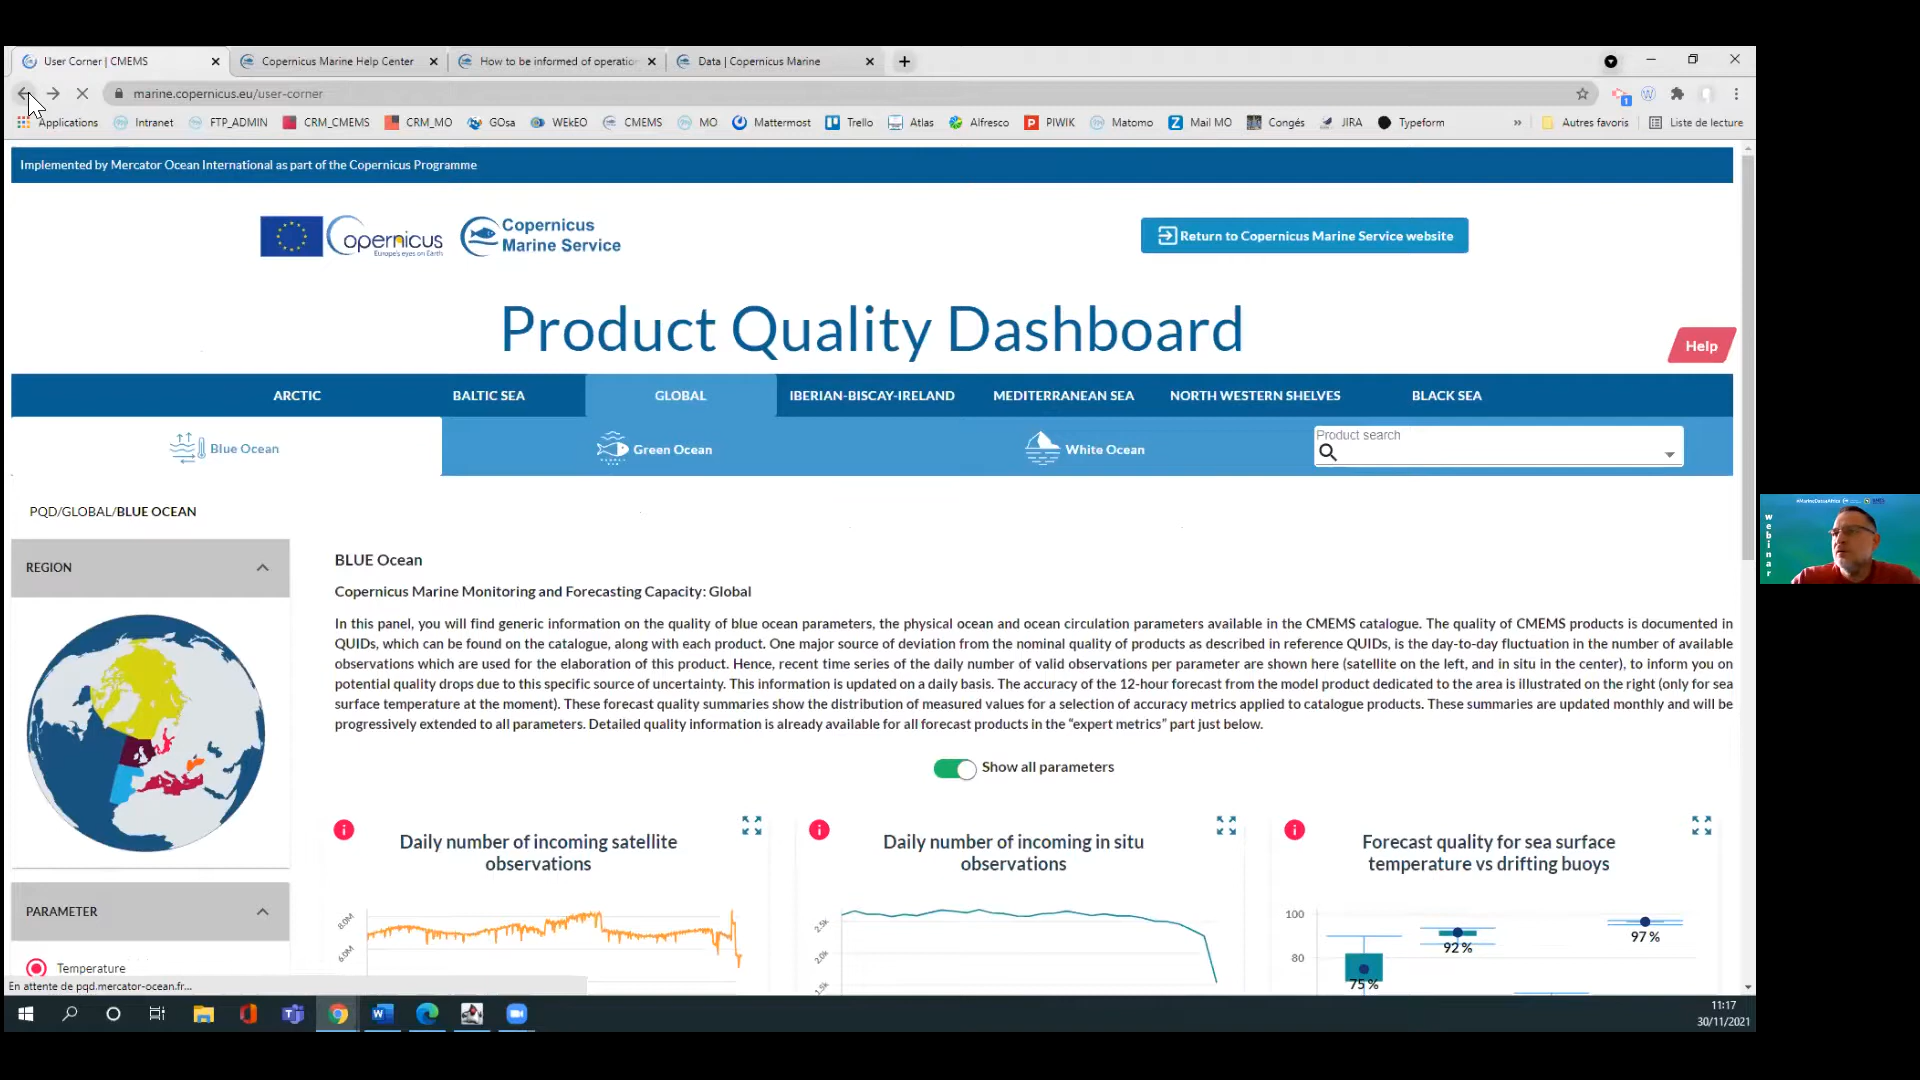 User Corner | CMEMS
Copernicus Marine Help Center
How to be informed of operatio
Data | Copernicus Marine
marine.copernicus.eu/user-corner
Applications
Intranet
FTP_ADMIN
CRM_CMEMS
CRM_MO
GOsa
WEkEO
CMEMS
MO
Mattermost
Trello
Atlas
Alfresco
PIWIK
Matomo
Mail MO
Congés
JIRA
Typeform
»
Autres favoris
Liste de lecture
Implemented by Mercator Ocean International as part of the Copernicus Programme
opernicus
Europe's eyes on Earth
Copernicus
Marine Service
Return to Copernicus Marine Service website
Product Quality Dashboard
Help
ARCTIC
BALTIC SEA
GLOBAL
IBERIAN-BISCAY-IRELAND
MEDITERRANEAN SEA
NORTH WESTERN SHELVES
BLACK SEA
Blue Ocean
Green Ocean
White Ocean
Product search
PQD/GLOBAL/BLUE OCEAN
REGION
BLUE Ocean
Copernicus Marine Monitoring and Forecasting Capacity: Global
In this panel, you will find generic information on the quality of blue ocean parameters, the physical ocean and ocean circulation parameters available in the CMEMS catalogue. The quality of CMEMS products is documented in
QUIDs, which can be found on the catalogue, along with each product. One major source of deviation from the nominal quality of products as described in reference QUIDs, is the day-to-day fluctuation in the number of available
observations which are used for the elaboration of this product. Hence, recent time series of the daily number of valid observations per parameter are shown here (satellite on the left, and in situ in the center), to inform you on
potential quality drops due to this specific source of uncertainty. This information is updated on a daily basis. The accuracy of the 12-hour forecast from the model product dedicated to the area is illustrated on the right (only for sea
surface temperature at the moment). These forecast quality summaries show the distribution of measured values for a selection of accuracy metrics applied to catalogue products. These summaries are updated monthly and will be
progressively extended to all parameters. Detailed quality information is already available for all forecast products in the “expert metrics” part just below.
Show all parameters
Daily number of incoming satellite
observations
Daily number of incoming in situ
observations
Forecast quality for sea surface
temperature vs drifting buoys
PARAMETER
Temperature
8.0M
6.0M
2.5k
2.0k
1.5k
100
80
75 %
92 %
97 %
En attente de pqd.mercator-ocean.fr...
11:17
30/11/2021
webinar